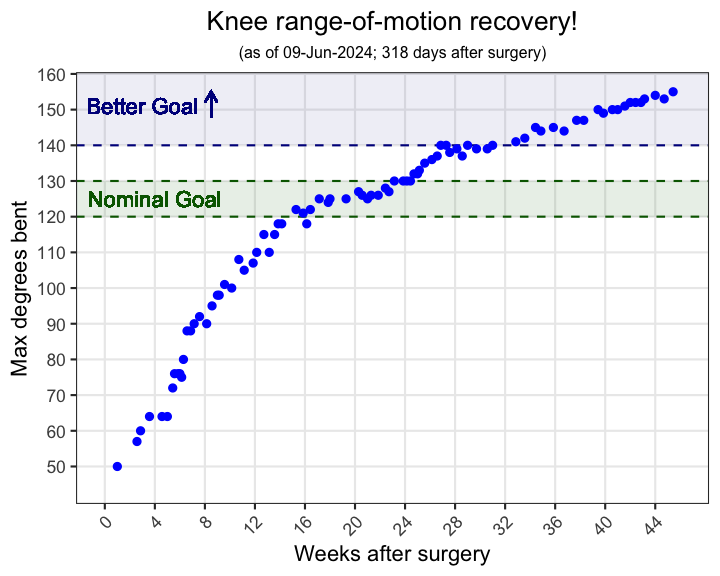 Knee range-of-motion recovery!
(as of 09-Jun-2024; 318 days after surgery)
Max degrees bent
160
150
140
130
120
110
100
90
80
70
60
50
Better Goal ↑
Nominal Goal
0 4 8 12 16 20 24 28 32 36 40 44
Weeks after surgery